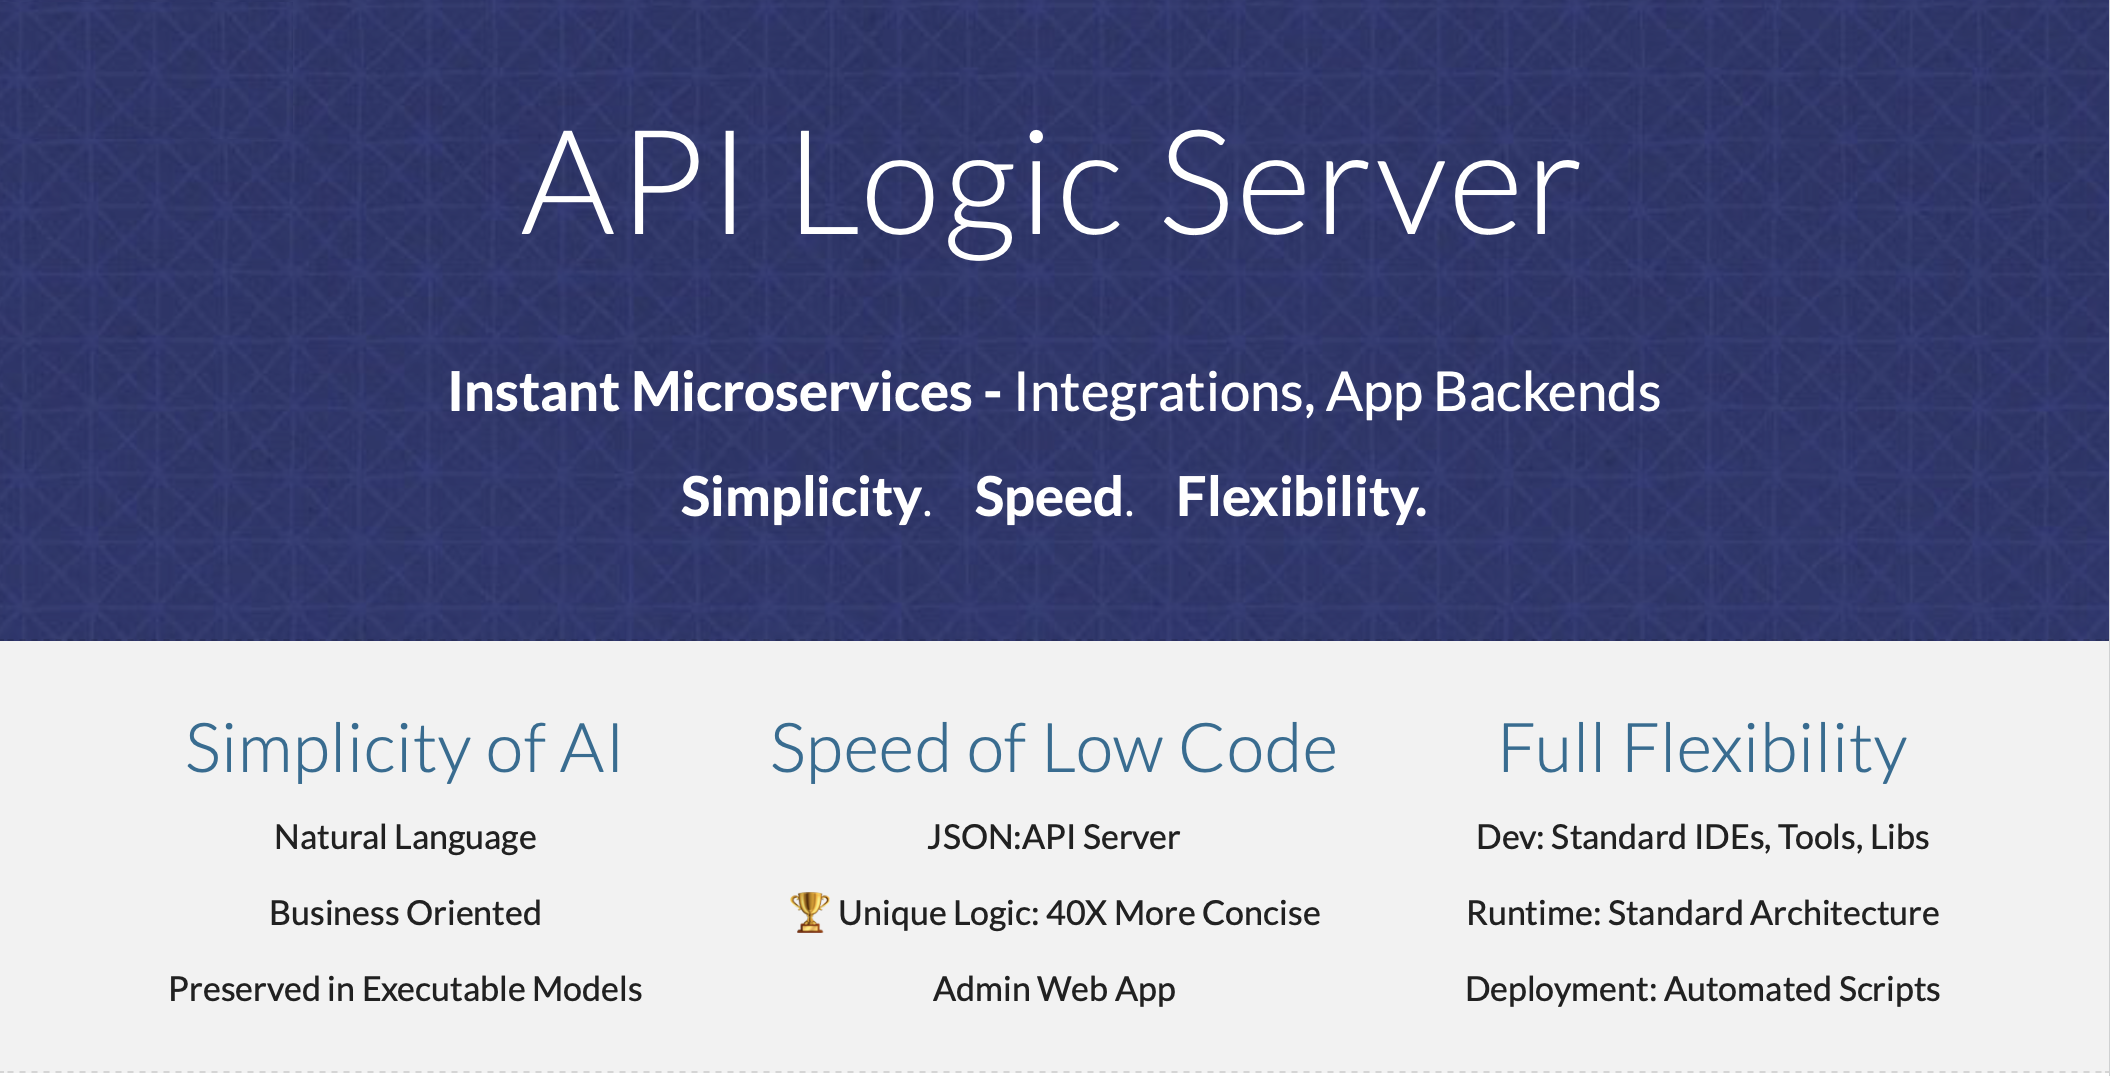 API Logic Server
Instant Microservices - Integrations, App Backends
Simplicity. Speed. Flexibility.
Simplicity of AI
Natural Language
Business Oriented
Preserved in Executable Models
Speed of Low Code
JSON:API Server
🏆 Unique Logic: 40X More Concise
Admin Web App
Full Flexibility
Dev: Standard IDEs, Tools, Libs
Runtime: Standard Architecture
Deployment: Automated Scripts